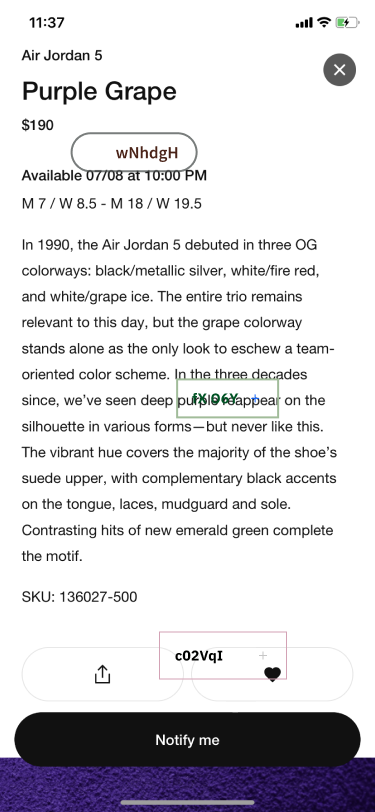 11:37
Air Jordan 5
Purple Grape
$190
wNhdgH
Available 07/08 at 10:00 PM
M 7 / W 8.5 - M 18 / W 19.5
In 1990, the Air Jordan 5 debuted in three OG
colorways: black/metallic silver, white/fire red,
and white/grape ice. The entire trio remains
relevant to this day, but the grape colorway
stands alone as the only look to eschew a team-
oriented color scheme. In the three decades
since, we've seen deep purple reappear on the
silhouette in various forms—but never like this.
The vibrant hue covers the majority of the shoe's
suede upper, with complementary black accents
on the tongue, laces, mudguard and sole.
Contrasting hits of new emerald green complete
the motif.
SKU: 136027-500
cO2VqI +
Notify me